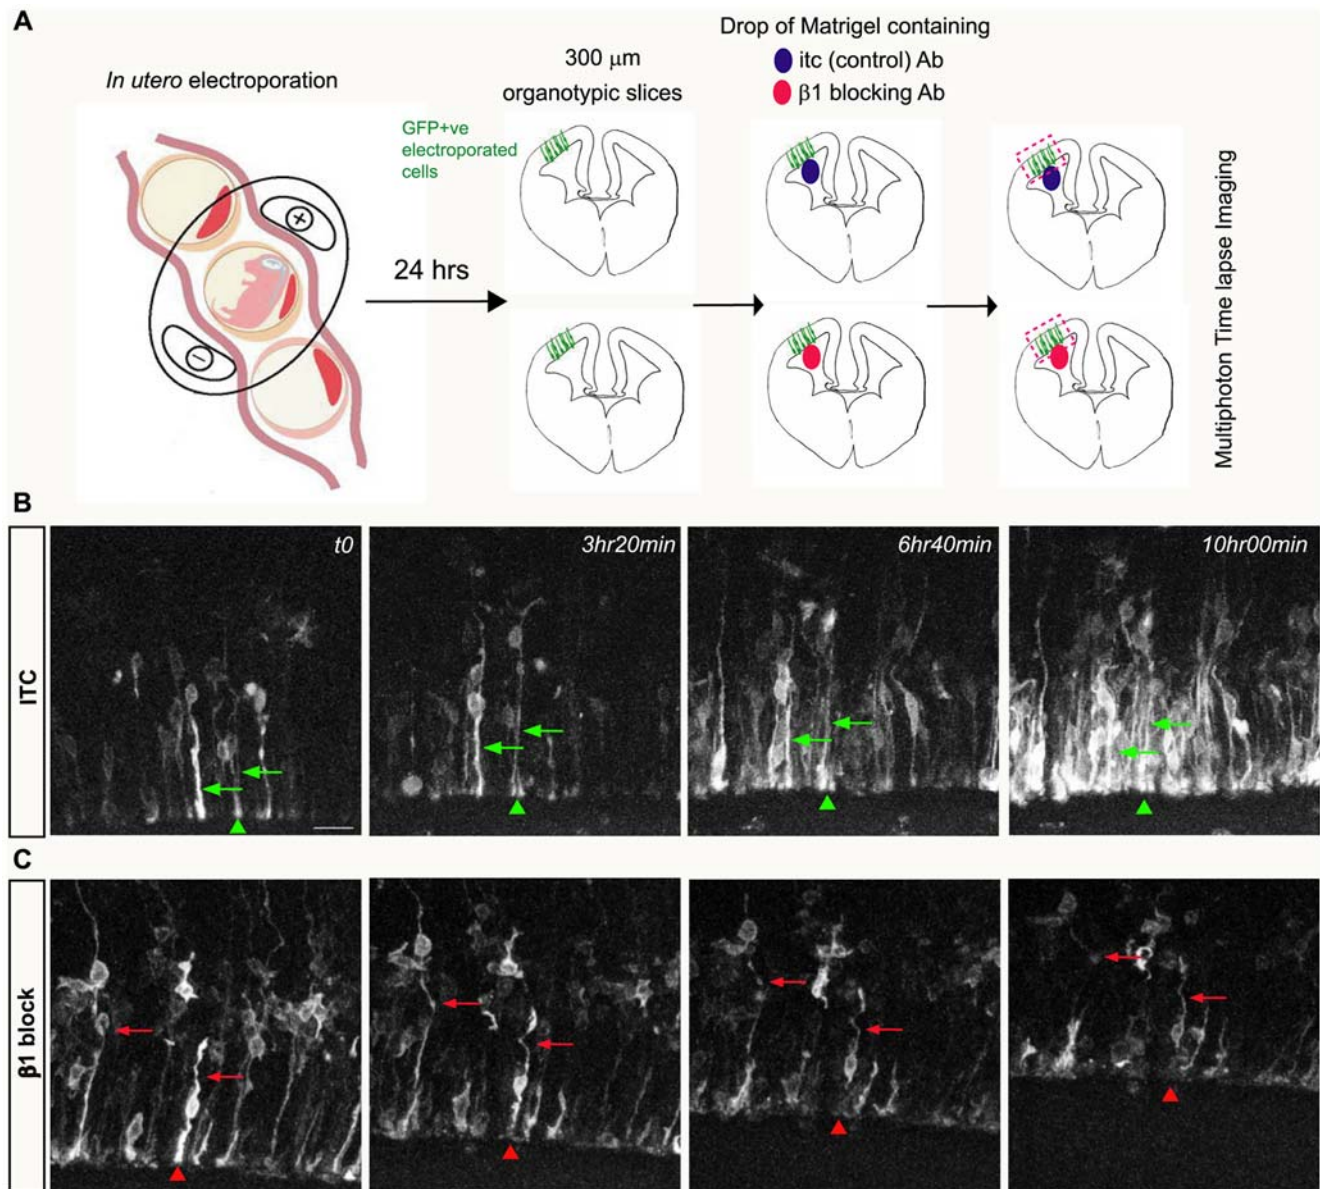 A
In utero electroporation
GFP+ve
electroporated
cells
24 hrs
300 μm
organotypic slices
Drop of Matrigel containing
itc (control) Ab
β1 blocking Ab
Multiphoton Time lapse Imaging
+
−
B
ITC
t0
3hr20min
6hr40min
10hr00min
C
β1 block